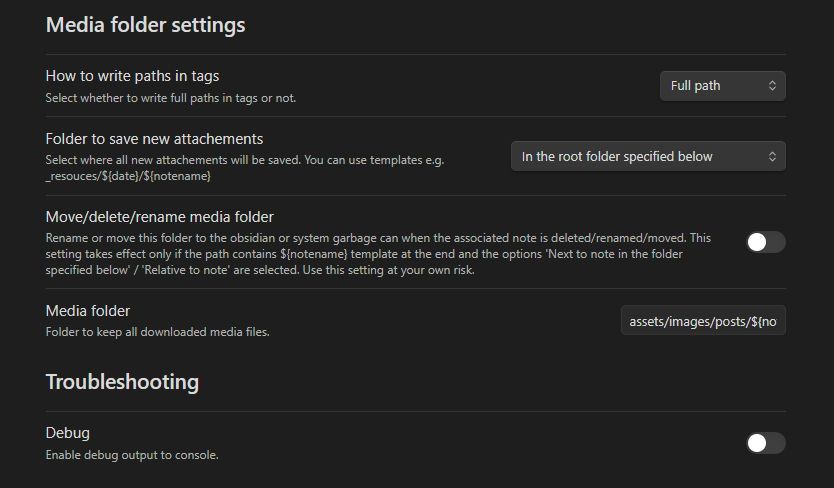 Media folder settings
How to write paths in tags
Select whether to write full paths in tags or not.
Full path
Folder to save new attachements
Select where all new attachements will be saved. You can use templates e.g.
_resouces/${date}/${notename}
In the root folder specified below
Move/delete/rename media folder
Rename or move this folder to the obsidian or system garbage can when the associated note is deleted/renamed/moved. This
setting takes effect only if the path contains ${notename} template at the end and the options 'Next to note in the folder
specified below' / 'Relative to note' are selected. Use this setting at your own risk.
Media folder
Folder to keep all downloaded media files.
assets/images/posts/${no
Troubleshooting
Debug
Enable debug output to console.